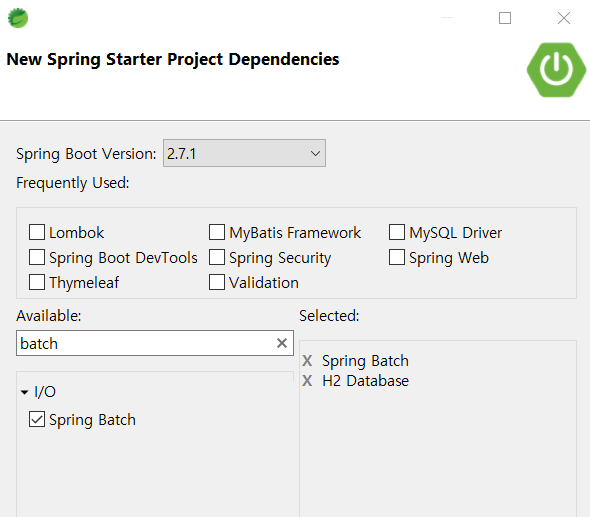 New Spring Starter Project Dependencies
Spring Boot Version: 2.7.1
Frequently Used:
Lombok MyBatis Framework MySQL Driver
Spring Boot DevTools Spring Security Spring Web
Thymeleaf Validation
Available: Selected:
batch
X Spring Batch
X H2 Database
I/O
Spring Batch